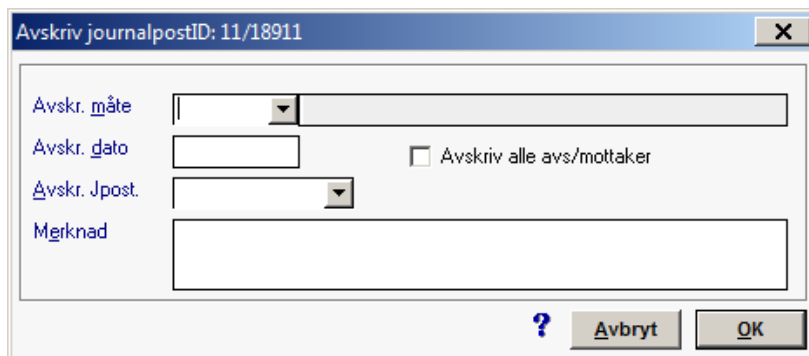 Avskriv journalpostID: 11/18911
Avskr. måte
Avskr. dato
Avskriv alle avs/mottaker
Avskr. Jpost.
Merknad
? Avbryt OK